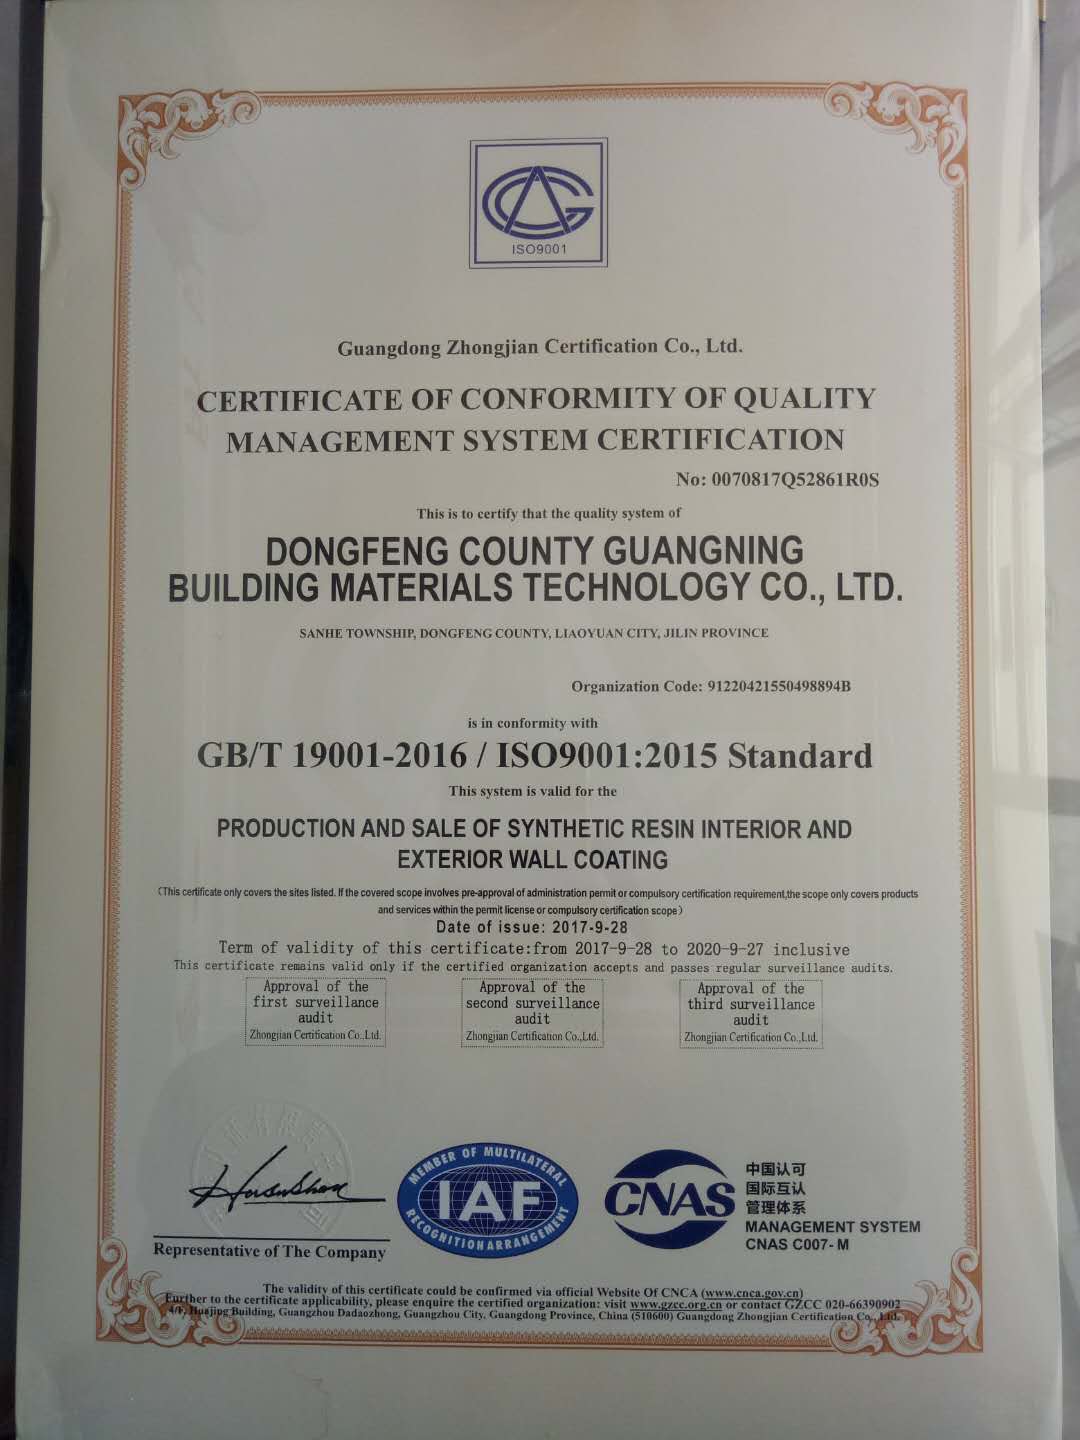 ISO9001
Guangdong Zhongjian Certification Co., Ltd.
CERTIFICATE OF CONFORMITY OF QUALITY
MANAGEMENT SYSTEM CERTIFICATION
No: 0070817Q52861R0S
This is to certify that the quality system of
DONGFENG COUNTY GUANGNING
BUILDING MATERIALS TECHNOLOGY CO., LTD.
SANHE TOWNSHIP, DONGFENG COUNTY, LIAOYUAN CITY, JILIN PROVINCE
Organization Code: 91220421550498894B
is in conformity with
GB/T 19001-2016 / ISO9001:2015 Standard
This system is valid for the
PRODUCTION AND SALE OF SYNTHETIC RESIN INTERIOR AND
EXTERIOR WALL COATING
(This certificate only covers the sites listed. If the covered scope involves pre-approval of administration permit or compulsory certification requirement,the scope only covers products
and services within the permit license or compulsory certification scope)
Date of issue: 2017-9-28
Term of validity of this certificate:from 2017-9-28 to 2020-9-27 inclusive
This certificate remains valid only if the certified organization accepts and passes regular surveillance audits.
Approval of the
first surveillance
audit
Zhongjian Certification Co.,Ltd.
Approval of the
second surveillance
audit
Zhongjian Certification Co.,Ltd.
Approval of the
third surveillance
audit
Zhongjian Certification Co.,Ltd.
Representative of The Company
MEMBER OF MULTILATERAL
IAF
RECOGNITION ARRANGEMENT
CNAS
中国认可
国际互认
管理体系
MANAGEMENT SYSTEM
CNAS C007-M
The validity of this certificate could be confirmed via official Website Of CNCA (www.cnca.gov.cn)
Further to the certificate applicability, please enquire the certified organization: visit www.gzcc.org.cn or contact GZCC 020-66390902
4/F, Huajing Building, Guangzhou Dadaozhong, Guangzhou City, Guangdong Province, China (510600) Guangdong Zhongjian Certification Co., Ltd.